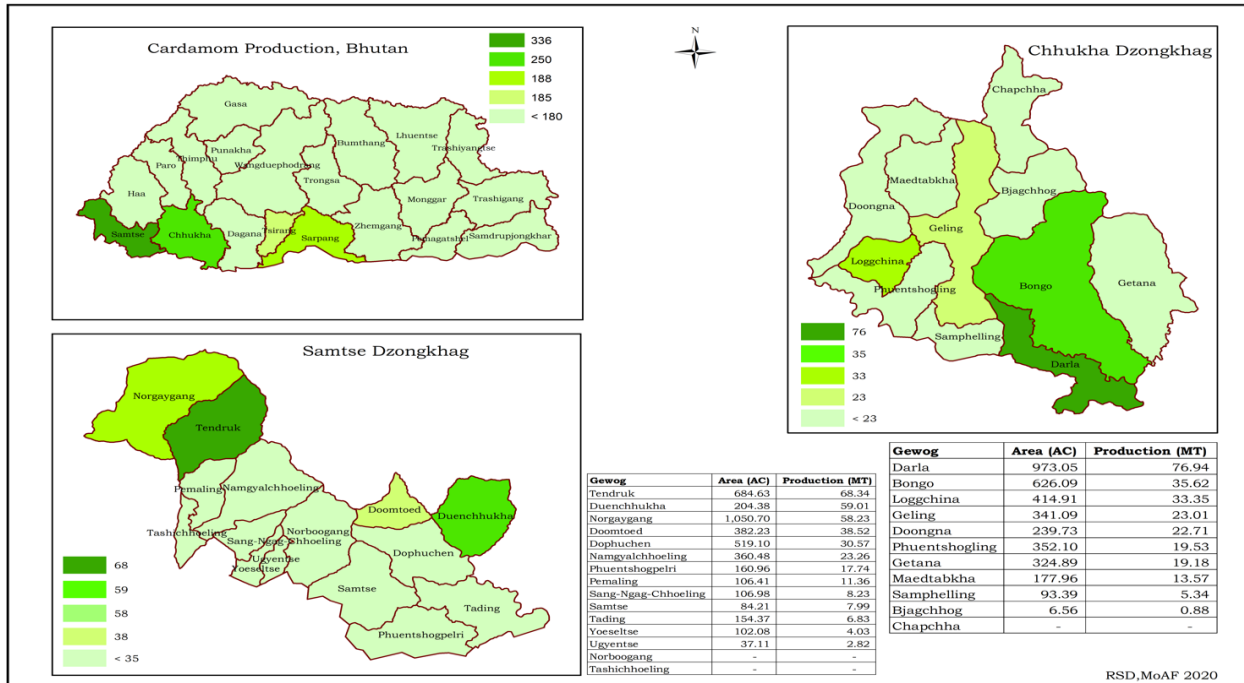 Cardamom Production, Bhutan
336
250
188
185
< 180
Gasa
Punakha
Thimphu
Paro
Haa
Wangduephodrang
Bumthang
Lhuentse
Trashiyangtse
Trongsa
Monggar
Trashigang
Samtse
Chhukha
Dagana
Tsirang
Sarpang
Zhemgang
Pemagatshel
Samdrupjongkhar
N
Chhukha Dzongkhag
Chapchha
Maedtabkha
Bjagchhog
Doongna
Geling
Loggchina
Bongo
Getana
Phuentshogling
Samphelling
Darla
76
35
33
23
< 23
Samtse Dzongkhag
Norgaygang
Tendruk
Pemaling
Namgyalchhoeling
Doomtoed
Duenchhukha
Tashichhoeling
Norboogang
Sang-Ngag-Chhoeling
Dophuchen
Ugyentse
Yoeseltse
Samtse
Tading
Phuentshogpelri
68
59
58
38
< 35
Gewog Area (AC) Production (MT)
Tendruk 684.63 68.34
Duenchhukha 204.38 59.01
Norgaygang 1,050.70 58.23
Doomtoed 382.23 38.52
Dophuchen 519.10 30.57
Namgyalchhoeling 360.48 23.26
Phuentshogpelri 160.96 17.74
Pemaling 106.41 11.36
Sang-Ngag-Chhoeling 106.98 8.23
Samtse 84.21 7.99
Tading 154.37 6.83
Yoeseltse 102.08 4.03
Ugyentse 37.11 2.82
Norboogang - -
Tashichhoeling - -
Gewog Area (AC) Production (MT)
Darla 973.05 76.94
Bongo 626.09 35.62
Loggchina 414.91 33.35
Geling 341.09 23.01
Doongna 239.73 22.71
Phuentshogling 352.10 19.53
Getana 324.89 19.18
Maedtabkha 177.96 13.57
Samphelling 93.39 5.34
Bjagchhog 6.56 0.88
Chapchha - -
RSD,MoAF 2020